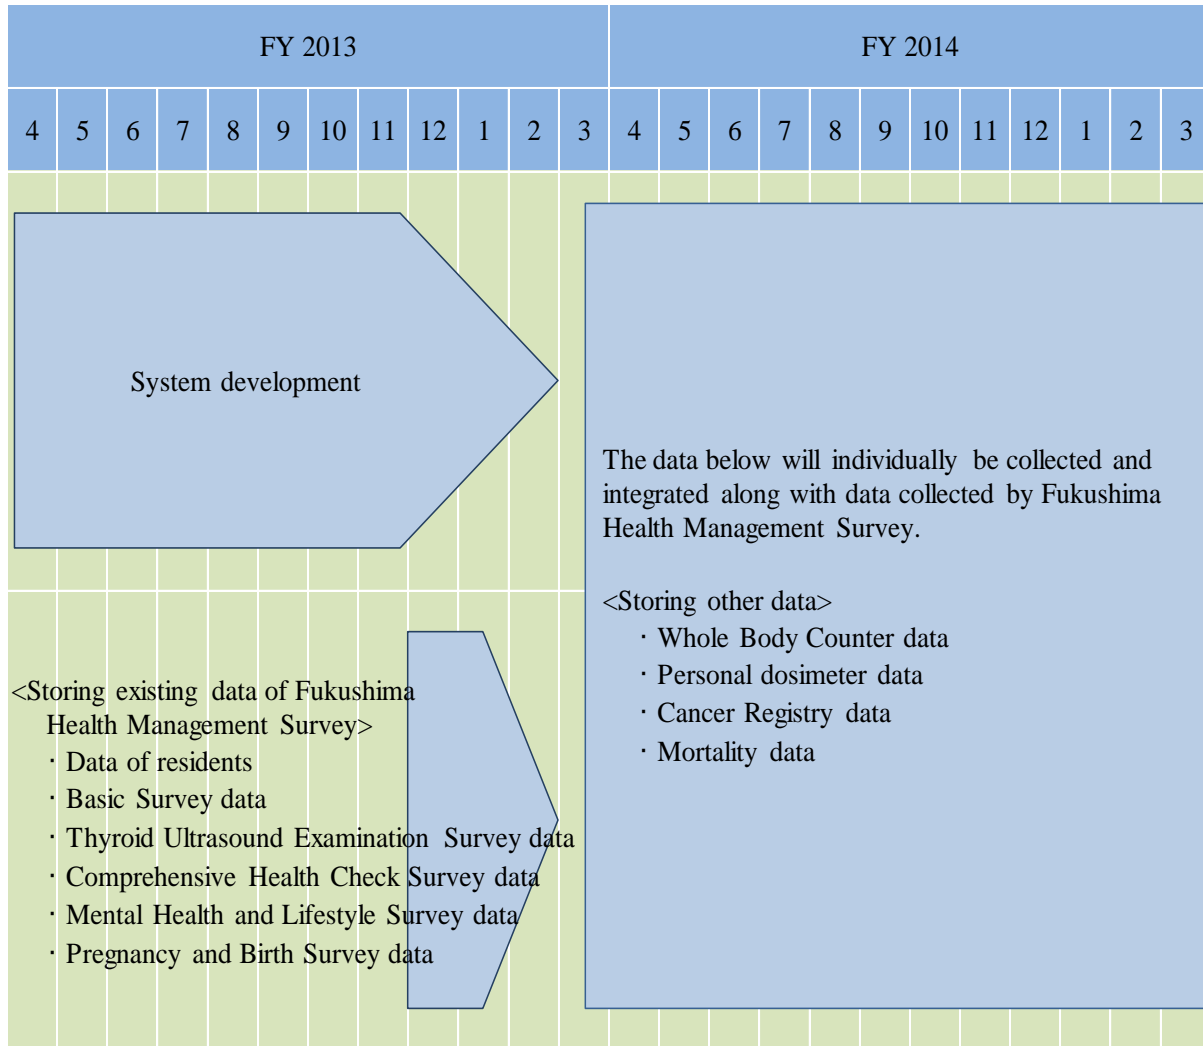 FY 2013 FY 2014
4 5 6 7 8 9 10 11 12 1 2 3 4 5 6 7 8 9 10 11 12 1 2 3
System development
<Storing existing data of Fukushima
Health Management Survey>
・Data of residents
・Basic Survey data
・Thyroid Ultrasound Examination Survey data
・Comprehensive Health Check Survey data
・Mental Health and Lifestyle Survey data
・Pregnancy and Birth Survey data
The data below will individually be collected and
integrated along with data collected by Fukushima
Health Management Survey.
<Storing other data>
・Whole Body Counter data
・Personal dosimeter data
・Cancer Registry data
・Mortality data